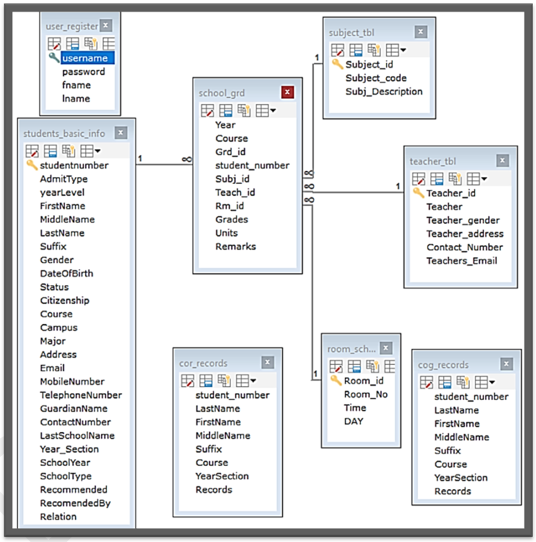 user_register
username
password
fname
lname
students_basic_info
studentnumber
AdmitType
yearLevel
FirstName
MiddleName
LastName
Suffix
Gender
DateOfBirth
Status
Citizenship
Course
Campus
Major
Address
Email
MobileNumber
TelephoneNumber
GuardianName
ContactNumber
LastSchoolName
Year_Section
SchoolYear
SchoolType
Recommended
RecomendedBy
Relation
1
∞
school_grd
Year
Course
Grd_id
student_number
Subj_id
Teach_id
Rm_id
Grades
Units
Remarks
∞
∞
∞
1
subject_tbl
Subject_id
Subject_code
Subj_Description
1
teacher_tbl
Teacher_id
Teacher
Teacher_gender
Teacher_address
Contact_Number
Teachers_Email
cor_records
student_number
LastName
FirstName
MiddleName
Suffix
Course
YearSection
Records
1
room_sch...
Room_id
Room_No
Time
DAY
cog_records
student_number
LastName
FirstName
MiddleName
Suffix
Course
YearSection
Records